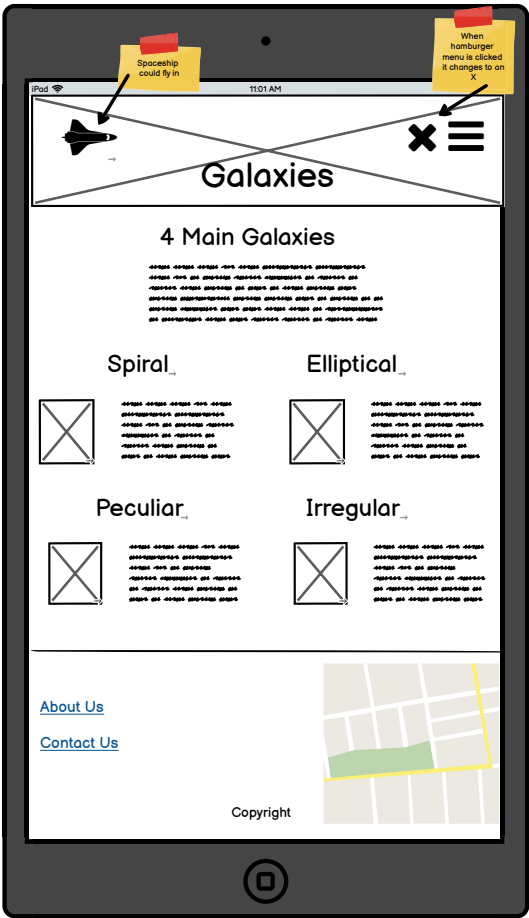 Spaceship
could fly in
When
hamburger
menu is clicked
it changes to an
X
iPad
11:01 AM
Galaxies
4 Main Galaxies
Spiral
Elliptical
Peculiar
Irregular
About Us
Contact Us
Copyright